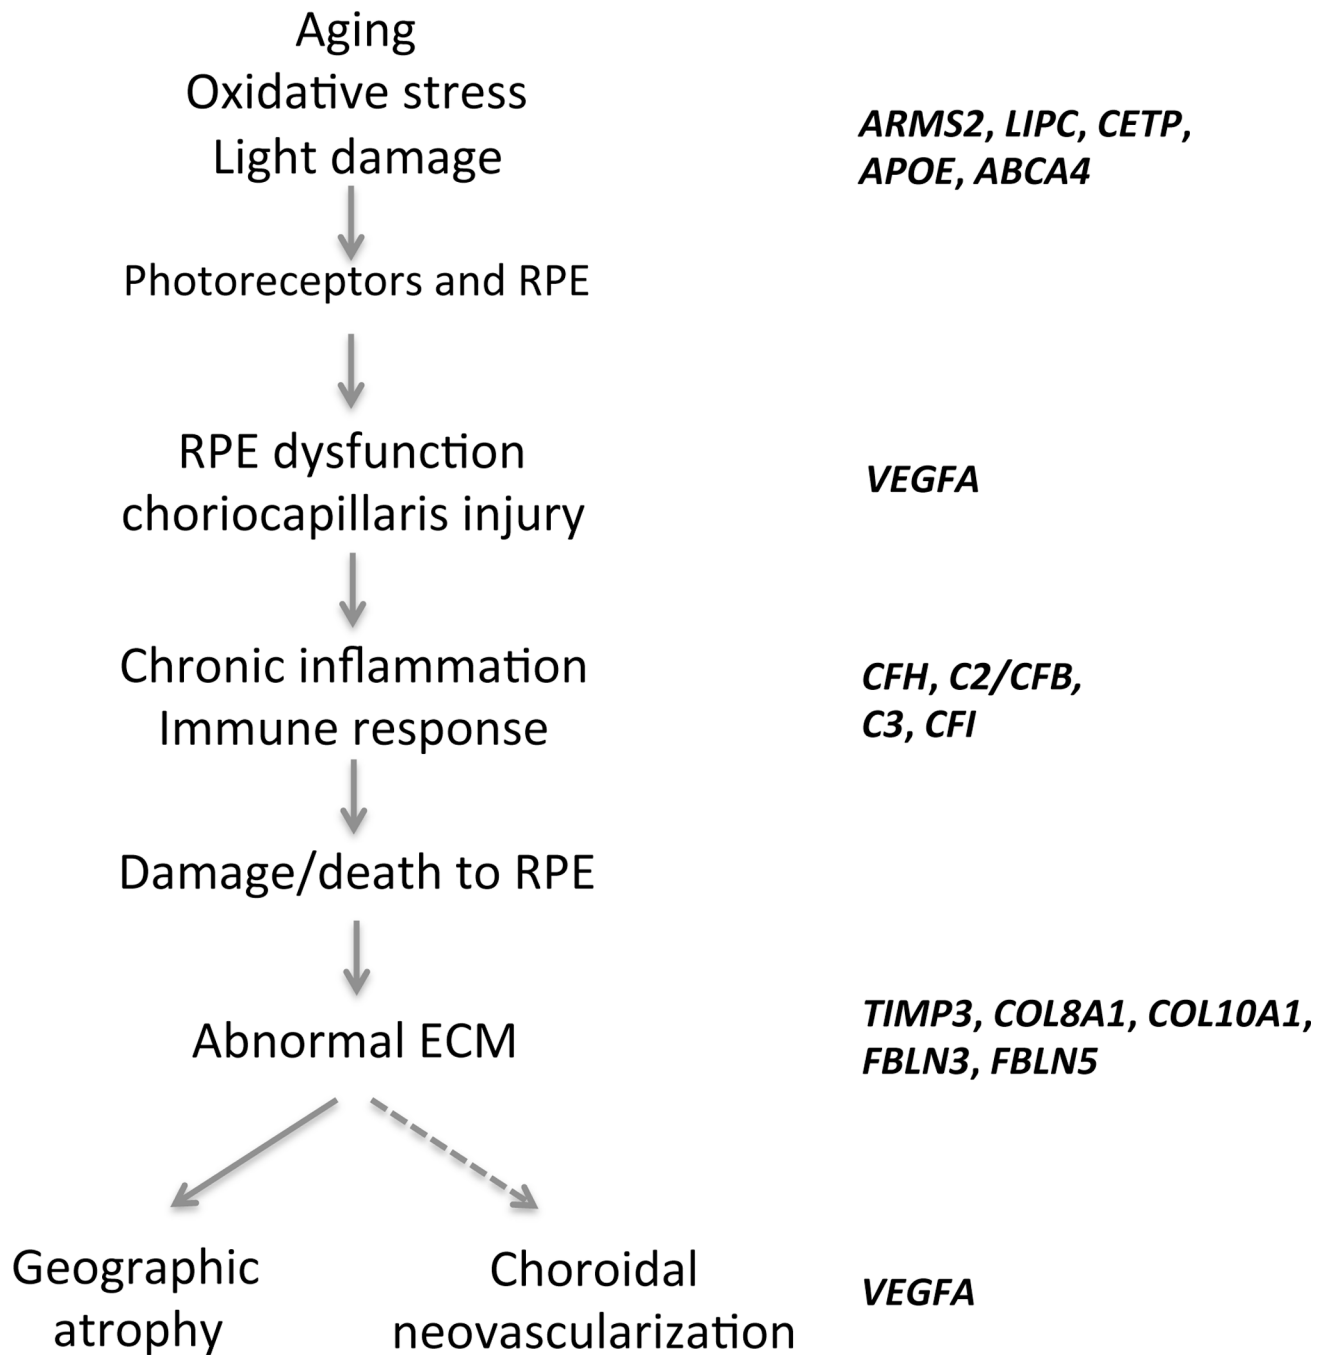 Aging
Oxidative stress
Light damage
ARMS2, LIPC, CETP,
APOE, ABCA4
Photoreceptors and RPE
RPE dysfunction
choriocapillaris injury
VEGFA
Chronic inflammation
Immune response
CFH, C2/CFB,
C3, CFI
Damage/death to RPE
Abnormal ECM
TIMP3, COL8A1, COL10A1,
FBLN3, FBLN5
Geographic
atrophy
Choroidal
neovascularization
VEGFA